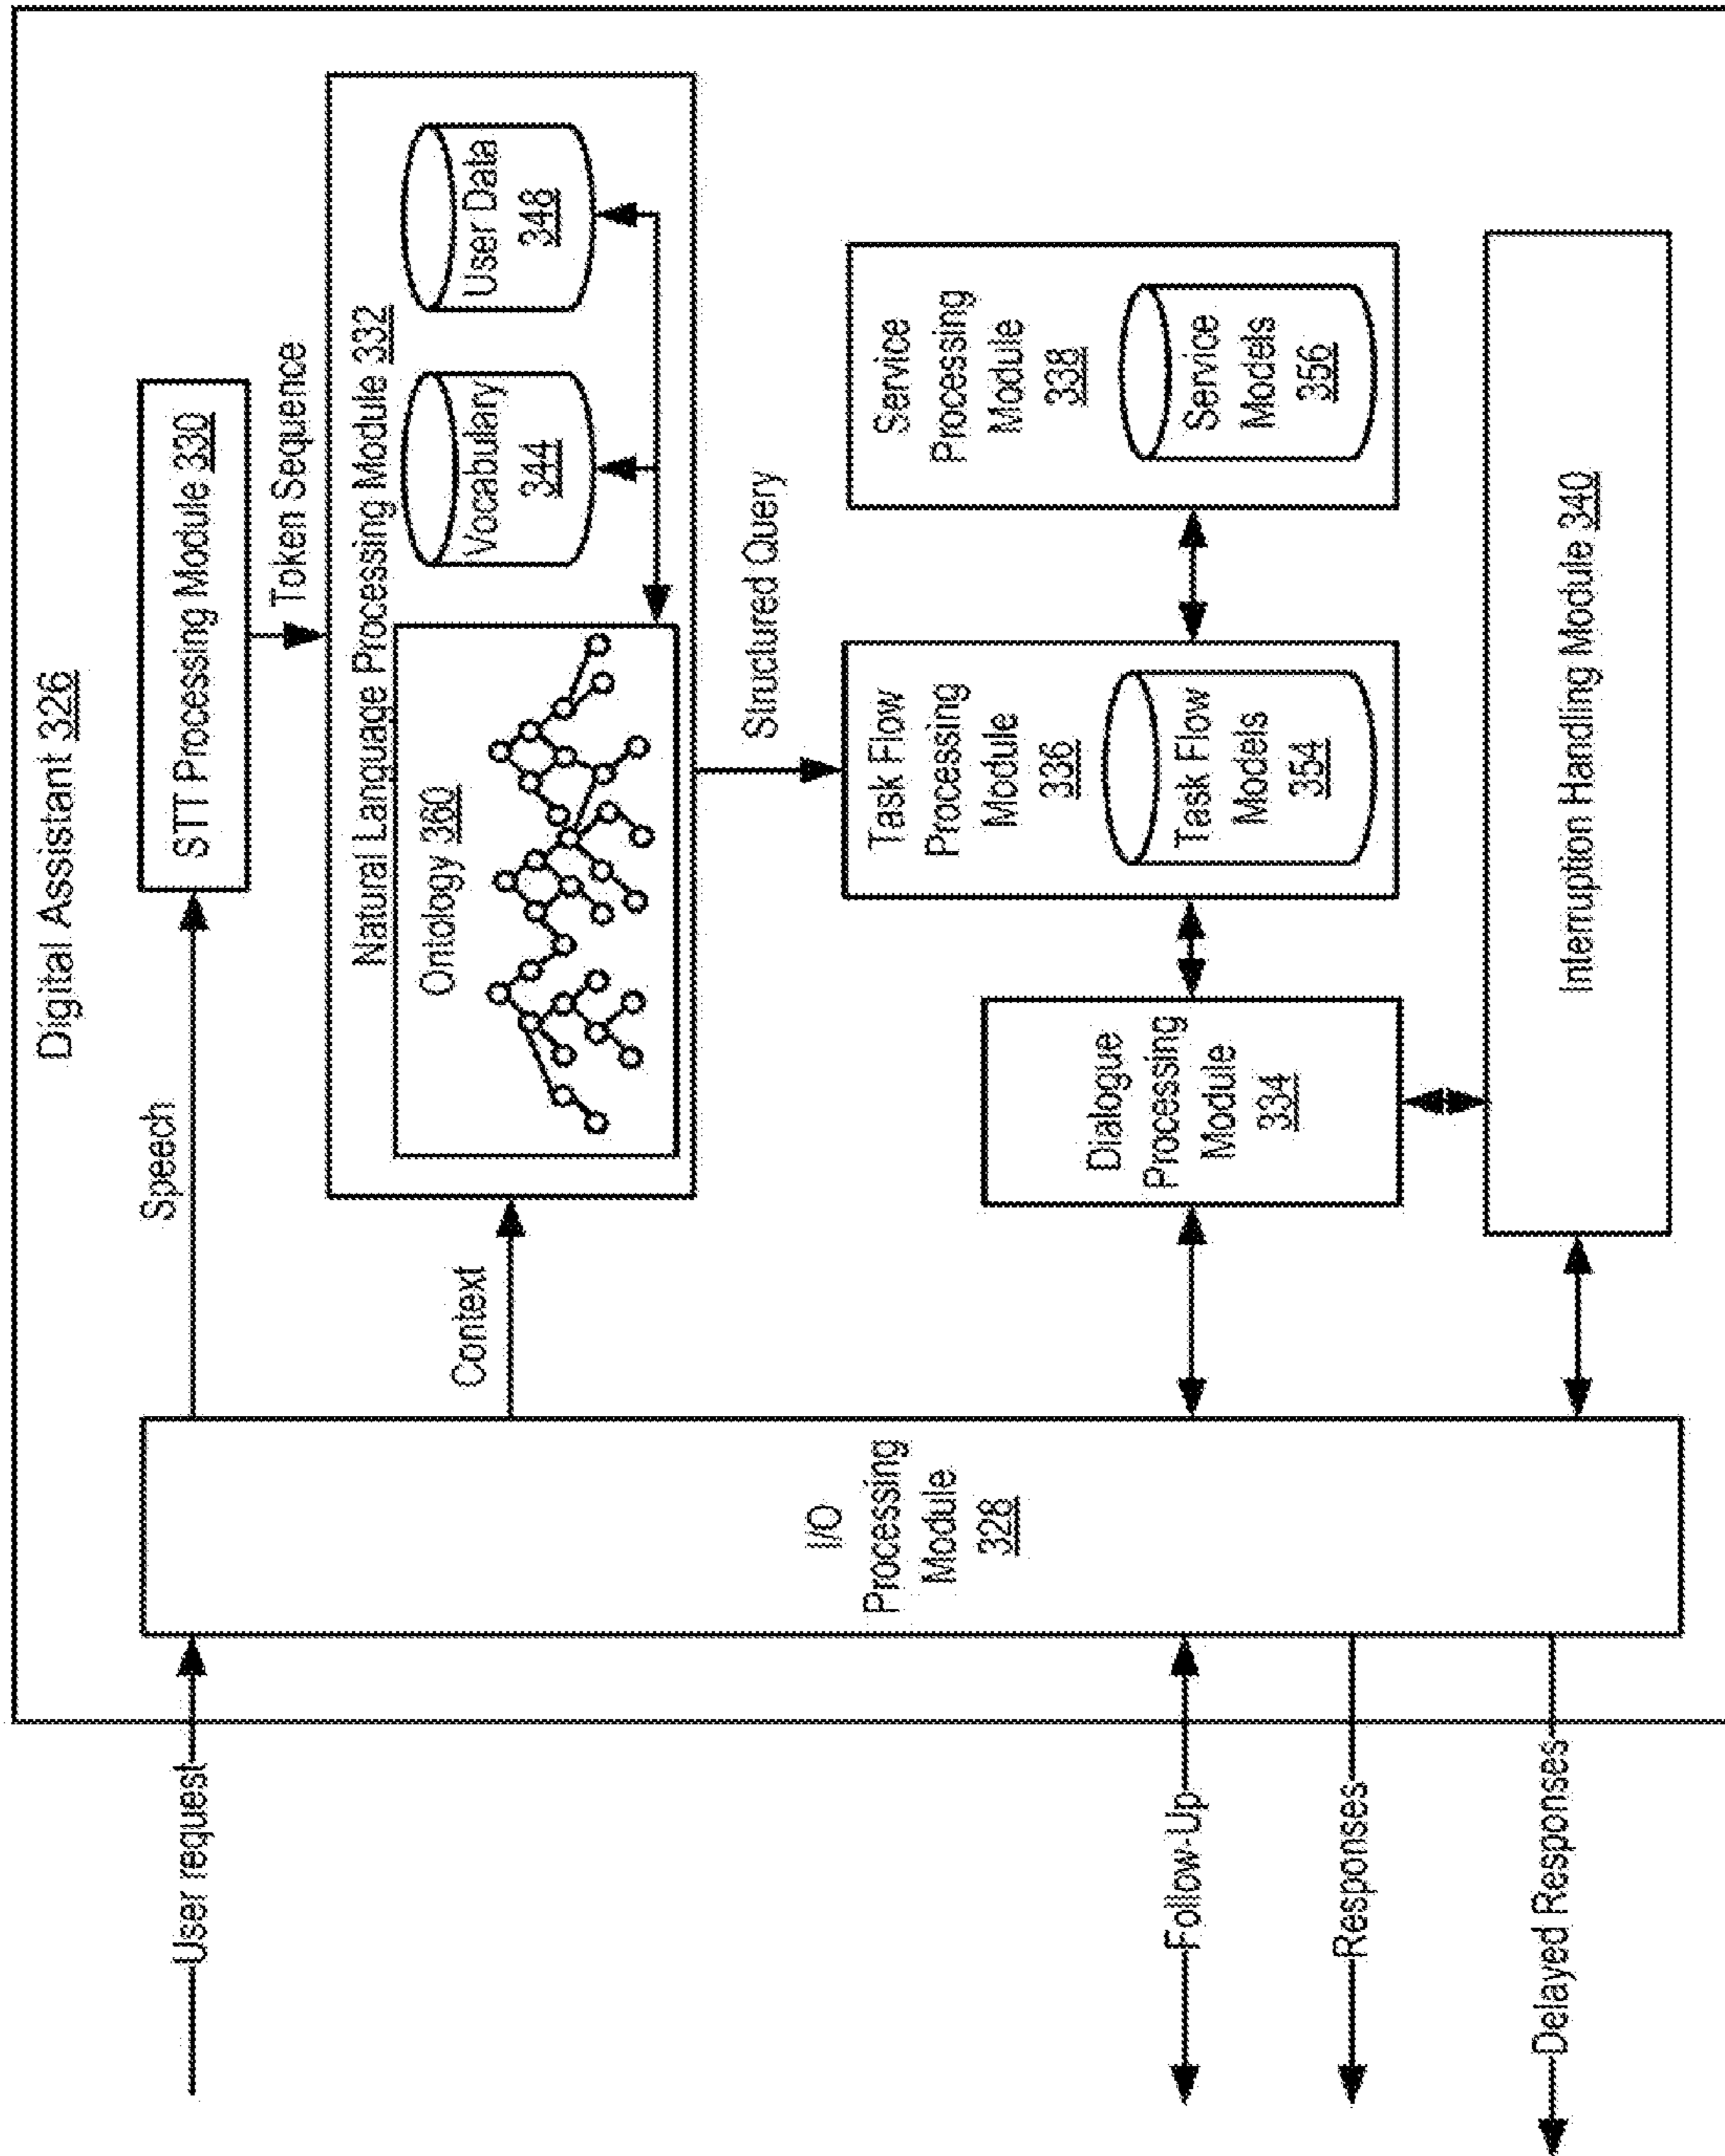 Digital Assistant 326
User request
Speech
STT Processing Module 330
Token Sequence
Context
Natural Language Processing Module 332
Ontology 360
Vocabulary
344
User Data
348
Structured Query
I/O
Processing
Module
328
Dialogue
Processing
Module
334
Task Flow
Processing
Module
336
Task Flow
Models
354
Service
Processing
Module
338
Service
Models
356
Follow-Up
Responses
Delayed Responses
Interruption Handling Module 340